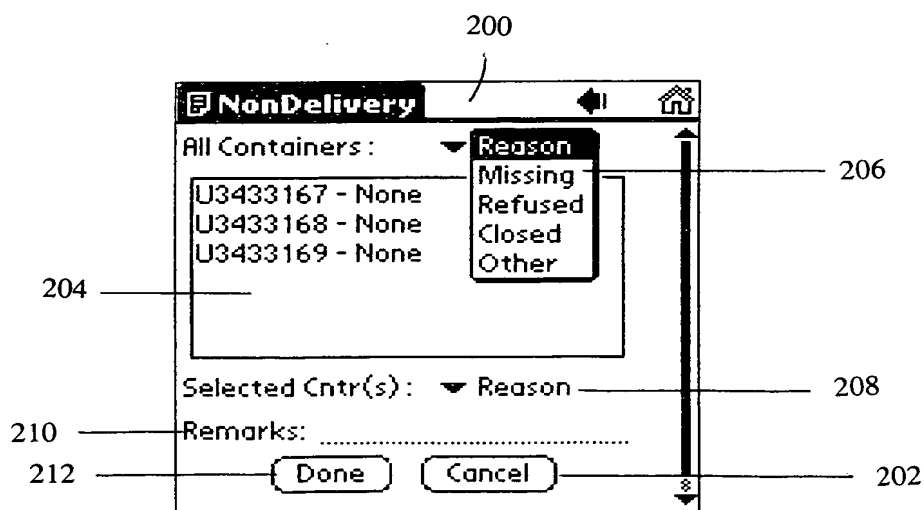 200
NonDelivery
All Containers : Reason
Missing
Refused
Closed
Other
206
U3433167 - None
U3433168 - None
U3433169 - None
204
Selected Cntr(s) : Reason
208
210
Remarks:
212
Done
Cancel
202